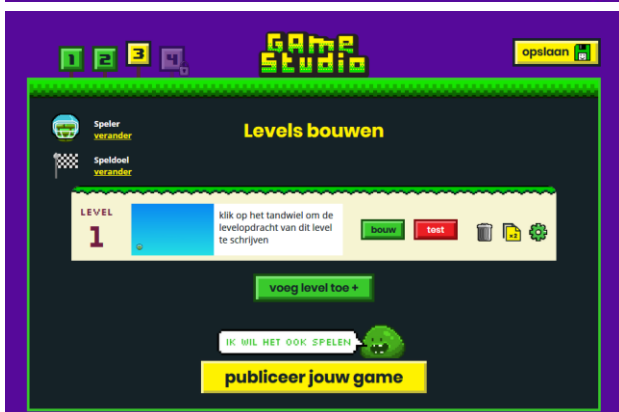 1 2 3 4
GAME
STUDIO
opslaan
Speler
verander
Levels bouwen
Speldoel
verander
LEVEL
1
klik op het tandwiel om de
levelopdracht van dit level
te schrijven
bouw
test
x2
voeg level toe +
IK WIL HET OOK SPELEN
publiceer jouw game